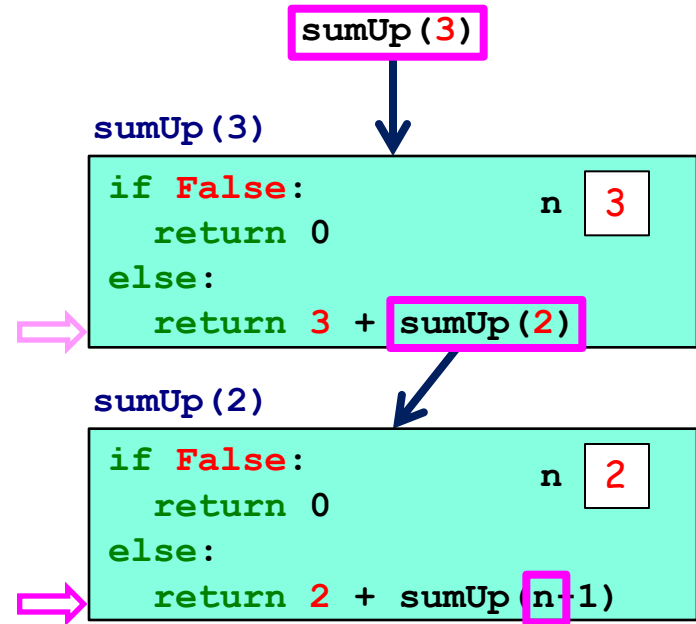 sumUp(3)
sumUp(3)
if False:
n 3
return 0
else:
return 3 + sumUp(2)
sumUp(2)
if False:
n 2
return 0
else:
return 2 + sumUp(n-1)